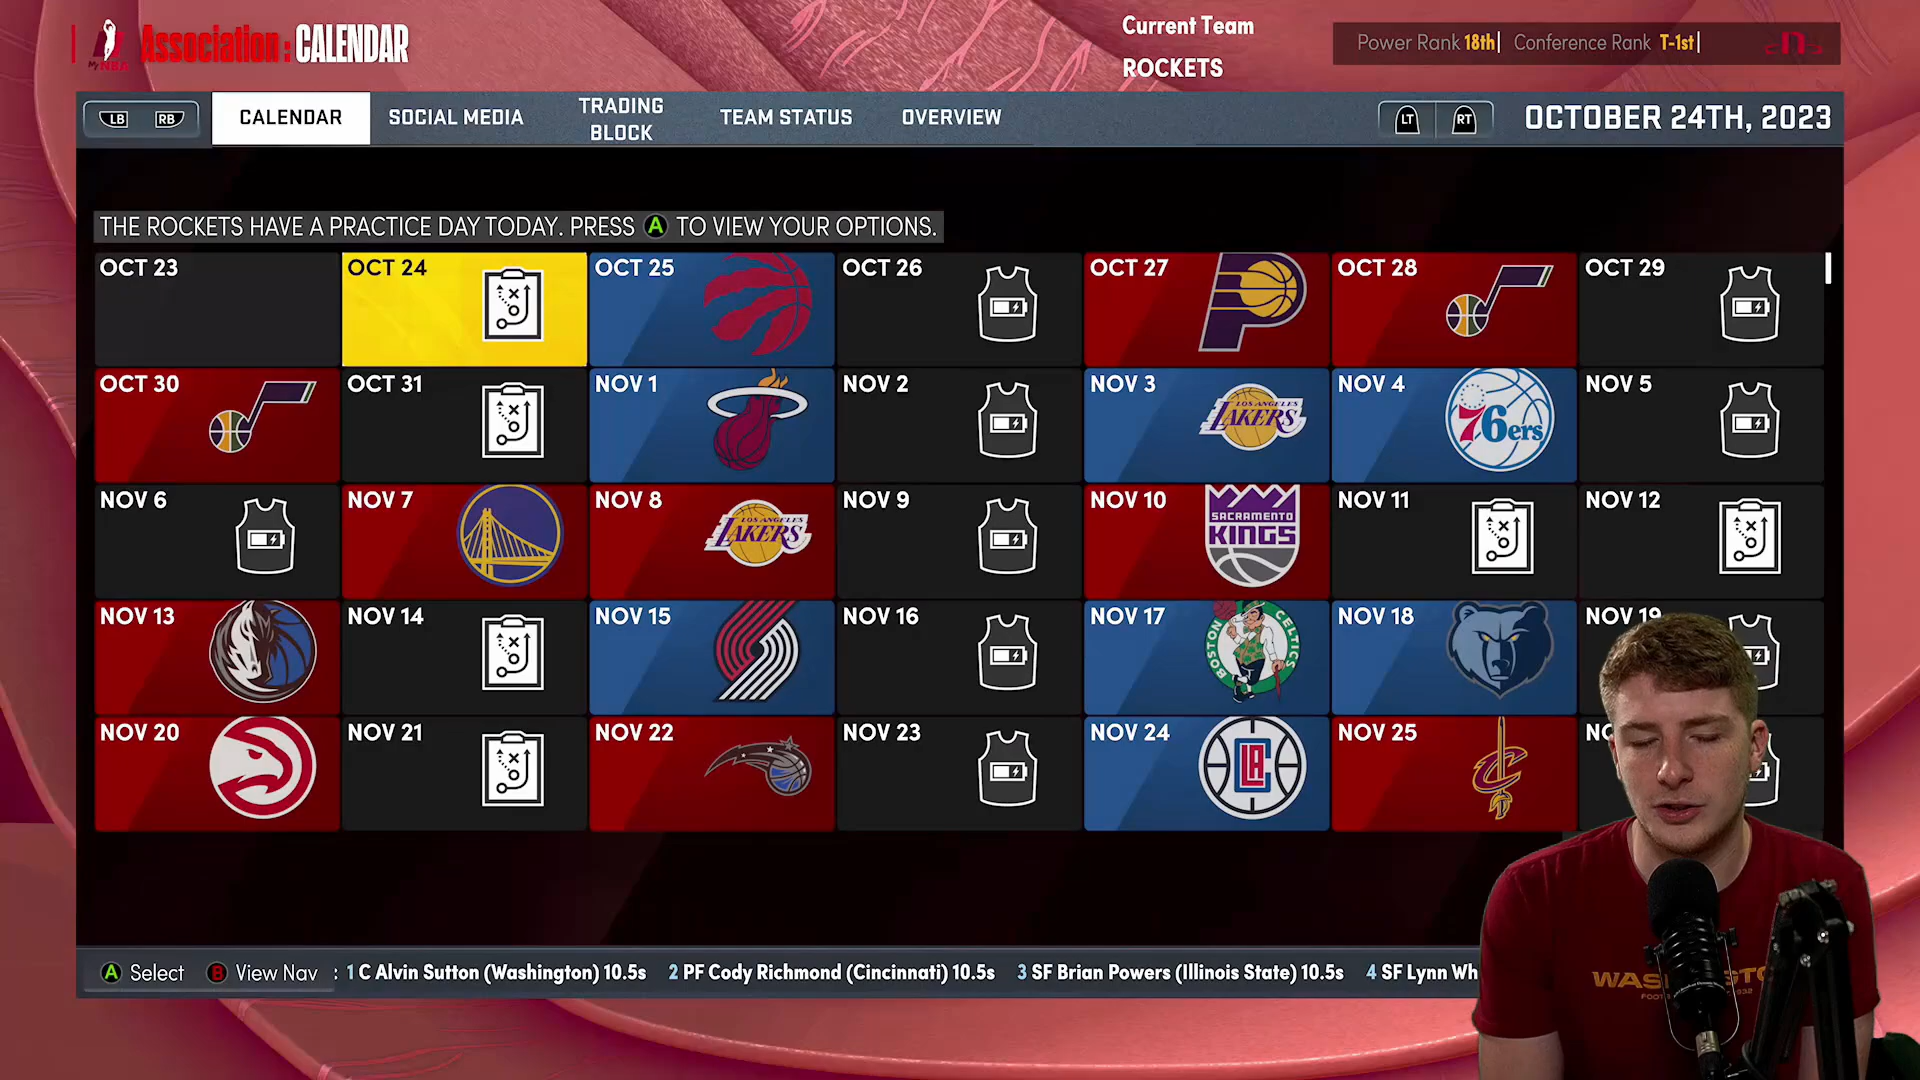 MyNBA
Association: CALENDAR
Current Team
ROCKETS
Power Rank 18th| Conference Rank T-1st|
LB RB CALENDAR SOCIAL MEDIA TRADING BLOCK TEAM STATUS OVERVIEW LT RT OCTOBER 24TH, 2023
THE ROCKETS HAVE A PRACTICE DAY TODAY. PRESS A TO VIEW YOUR OPTIONS.
OCT 23 OCT 24 OCT 25 OCT 26 OCT 27 OCT 28 OCT 29
OCT 30 OCT 31 NOV 1 NOV 2 NOV 3 NOV 4 NOV 5
LOS ANGELES LAKERS
76ers
NOV 6 NOV 7 NOV 8 NOV 9 NOV 10 NOV 11 NOV 12
LOS ANGELES LAKERS
SACRAMENTO KINGS
NOV 13 NOV 14 NOV 15 NOV 16 NOV 17 NOV 18 NOV 19
BOSTON CELTICS
NOV 20 NOV 21 NOV 22 NOV 23 NOV 24 NOV 25
LA
C
A Select B View Nav : 1 C Alvin Sutton (Washington) 10.5s 2 PF Cody Richmond (Cincinnati) 10.5s 3 SF Brian Powers (Illinois State) 10.5s 4 SF Lynn Wh